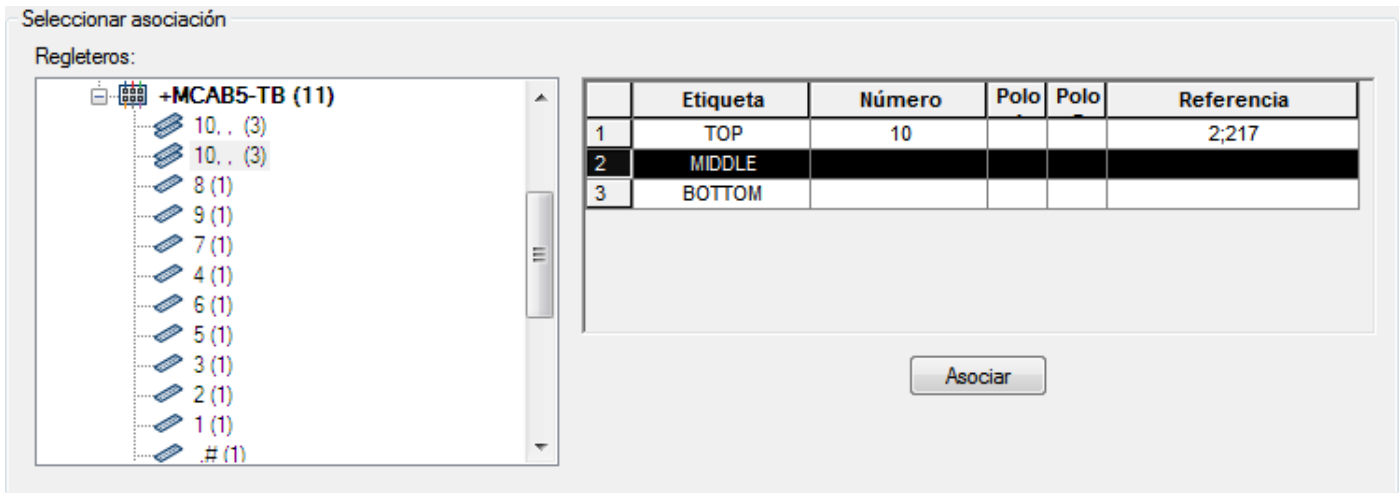 Seleccionar asociación
Regleteros:
+MCAB5-TB (11)
10, , (3)
10, , (3)
8 (1)
9 (1)
7 (1)
4 (1)
6 (1)
5 (1)
3 (1)
2 (1)
1 (1)
.# (1)
Etiqueta Número Polo Polo Referencia
1 TOP 10 2;217
2 MIDDLE
3 BOTTOM
Asociar